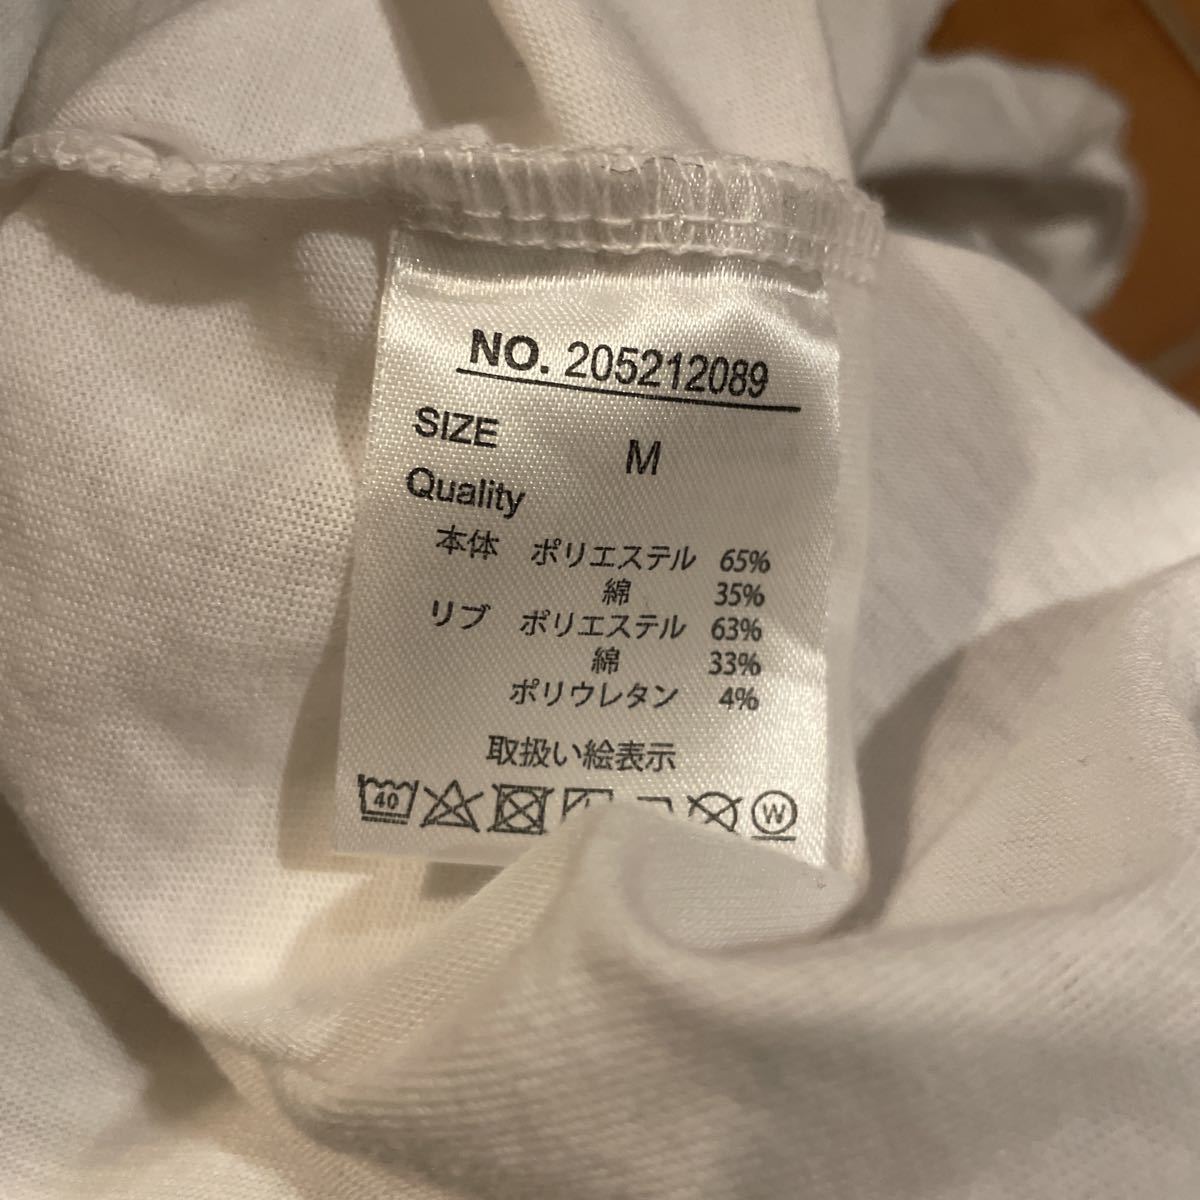 NO. 205212089
SIZE M
Quality
本体 ポリエステル 65%
綿 35%
リブ ポリエステル 63%
綿 33%
ポリウレタン 4%
取扱い絵表示
40 W